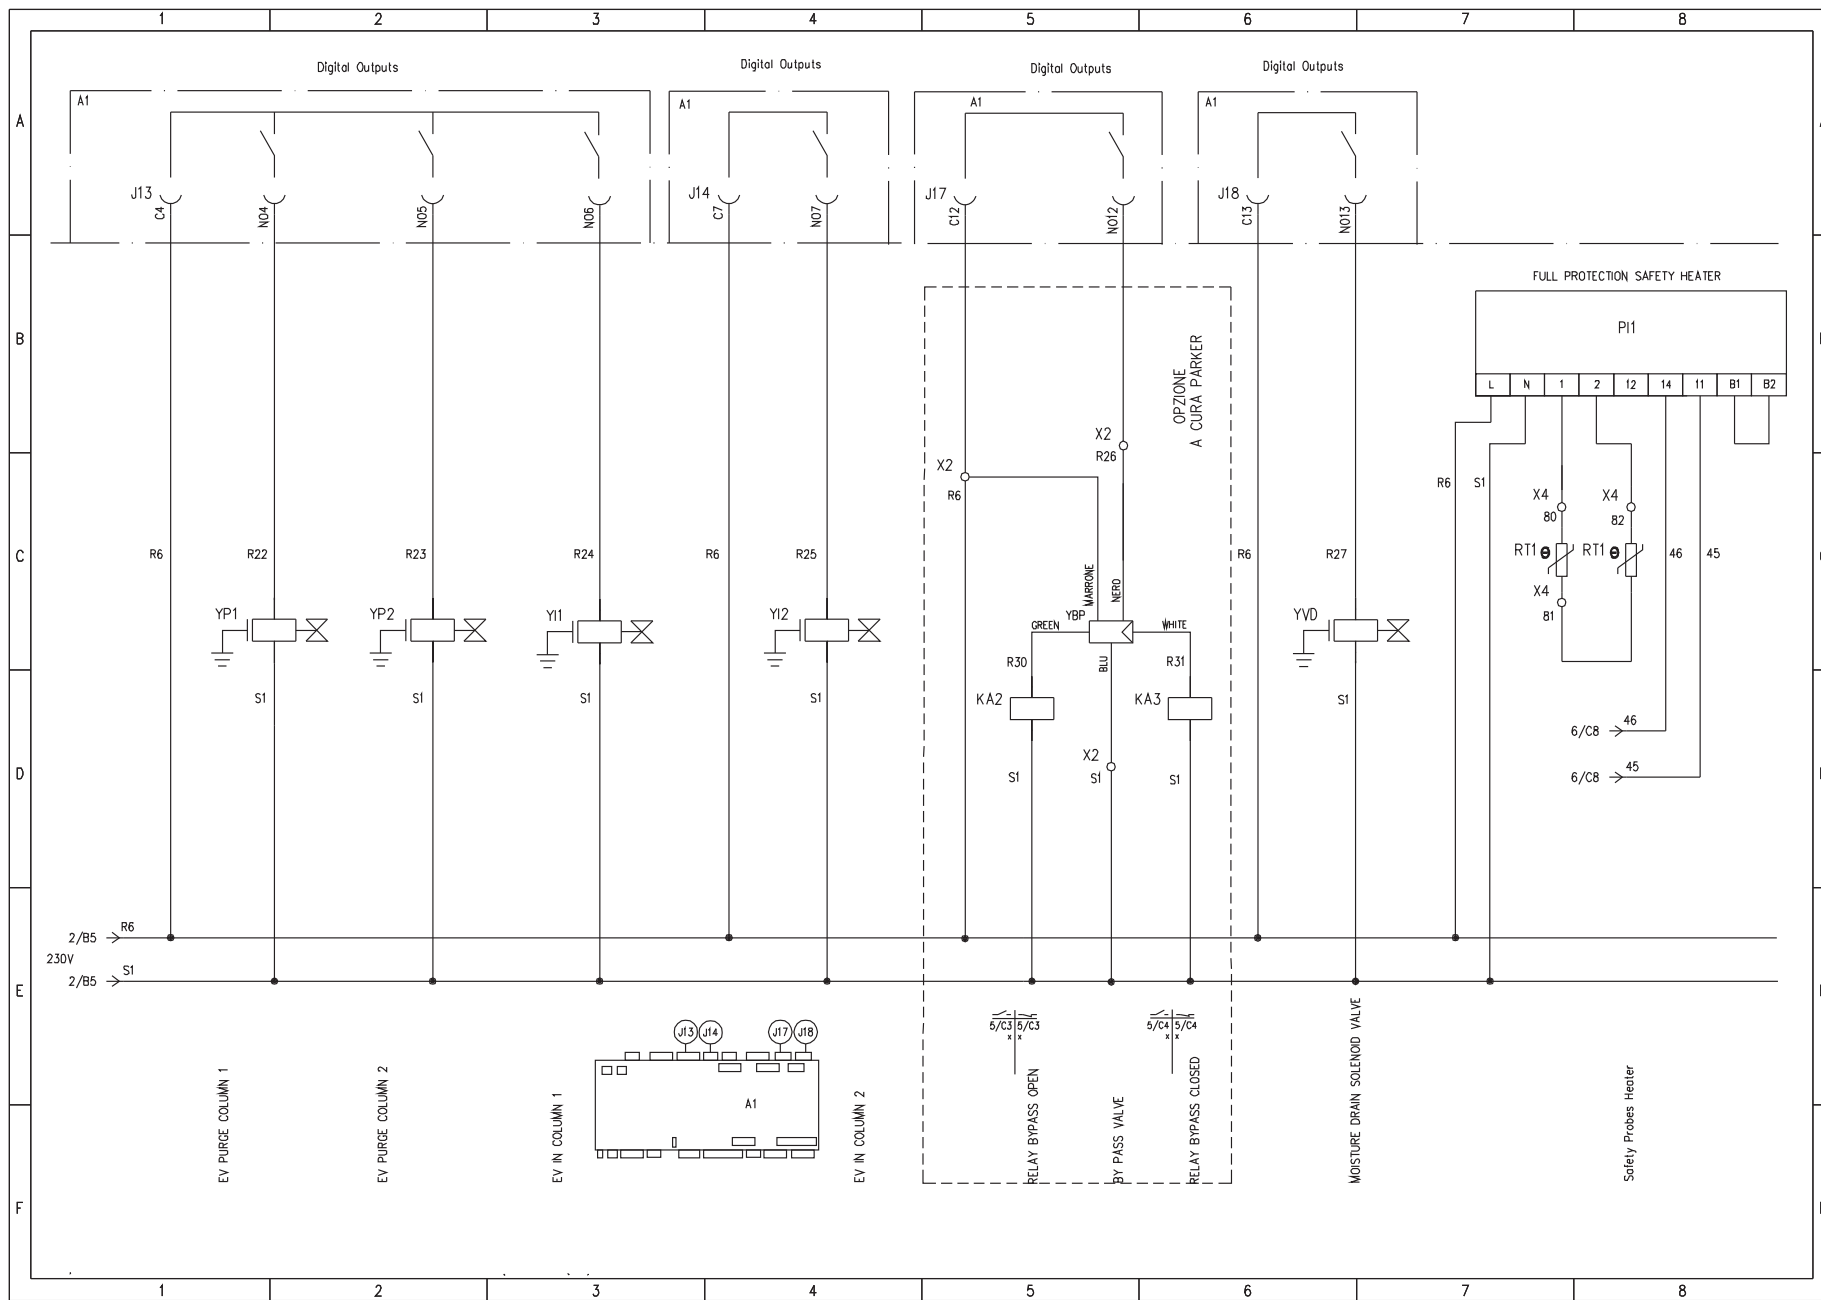 1 2 3 4 5 6 7 8
Digital Outputs
Digital Outputs
Digital Outputs
Digital Outputs
A1
A1
A1
A1
A
J13
C4
NO4
NO5
NO6
J14
C7
NO7
J17
C12
NO12
J18
C13
NO13
FULL PROTECTION SAFETY HEATER
PI1
L N 1 2 12 14 11 B1 B2
B
OPZIONE
A CURA PARKER
X2
R26
X2
R6
R6
S1
X4
80
X4
82
C
R6
R22
R23
R24
R6
R25
R6
R27
RT1 θ
RT1 θ
46
45
X4
81
MARRONE
NERO
YP1
YP2
YI1
YI2
YBP
GREEN
WHITE
BLU
YVD
R30
R31
S1
S1
S1
S1
KA2
KA3
S1
D
X2
S1
S1
S1
6/C8
46
6/C8
45
2/B5
R6
230V
2/B5
S1
E
5/C3 5/C3
x x
5/C4 5/C4
x x
J13 J14 J17 J18
A1
EV PURGE COLUMN 1
EV PURGE COLUMN 2
EV IN COLUMN 1
EV IN COLUMN 2
RELAY BYPASS OPEN
BY PASS VALVE
RELAY BYPASS CLOSED
MOISTURE DRAIN SOLENOID VALVE
Safety Probes Heater
F
1 2 3 4 5 6 7 8